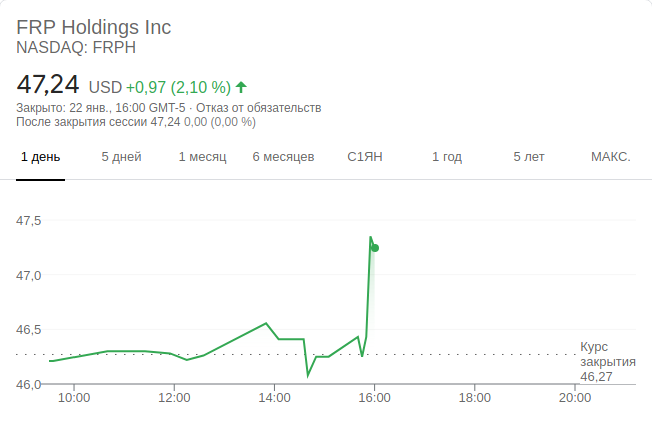 FRP Holdings Inc
NASDAQ: FRPH
47,24 USD +0,97 (2,10 %)
Закрыто: 22 янв., 16:00 GMT-5 · Отказ от обязательств
После закрытия сессии 47,24 0,00 (0,00 %)
1 день 5 дней 1 месяц 6 месяцев С1ЯН 1 год 5 лет МАКС.
47,5
47,0
46,5
Курс
закрытия
46,27
46,0
10:00 12:00 14:00 16:00 18:00 20:00